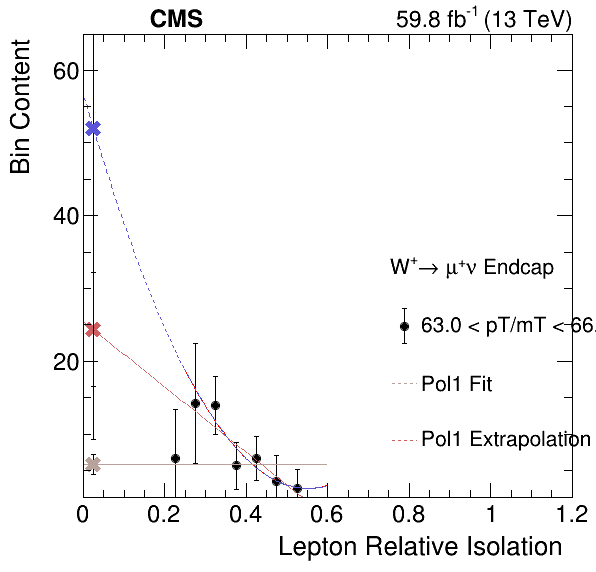 CMS 59.8 fb⁻¹ (13 TeV)
Bin Content
60
40
20
W⁺→ μ⁺ν Endcap
63.0 < pT/mT < 66.
Pol1 Fit
Pol1 Extrapolation
0 0.2 0.4 0.6 0.8 1 1.2
Lepton Relative Isolation